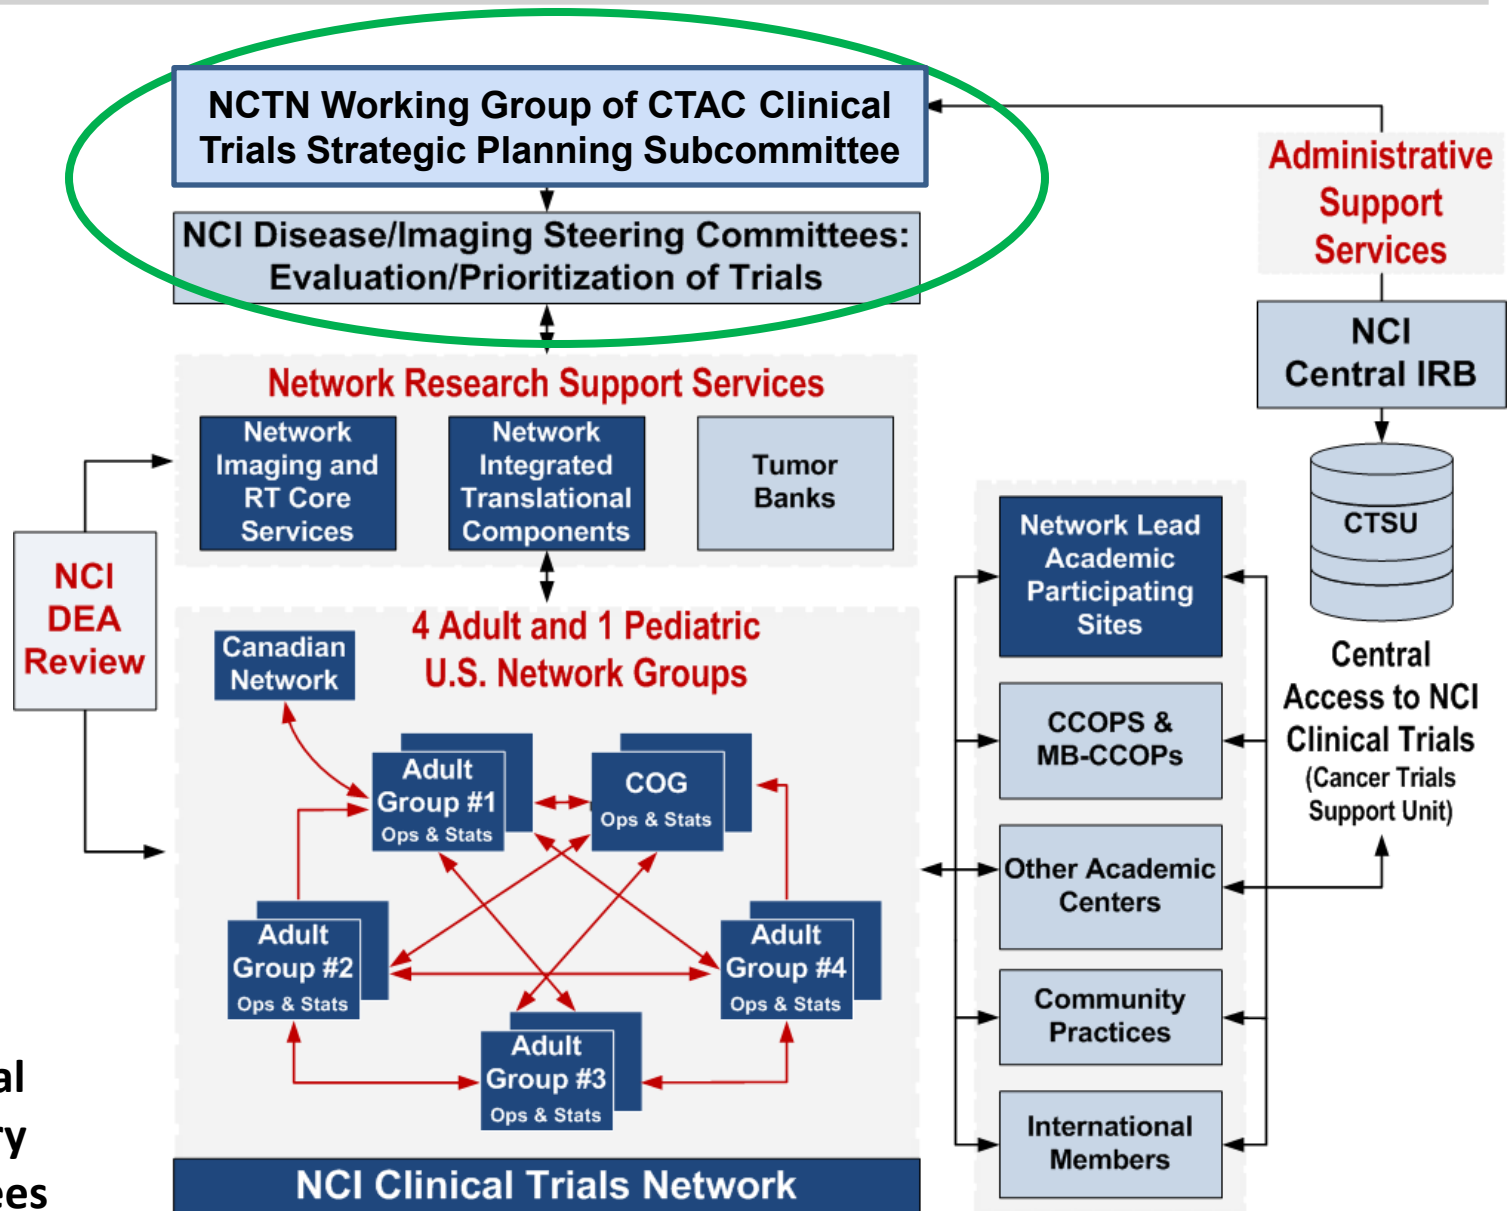 NCTN Working Group of CTAC Clinical
Trials Strategic Planning Subcommittee
NCI Disease/Imaging Steering Committees:
Evaluation/Prioritization of Trials
Administrative
Support
Services
NCI
Central IRB
CTSU
Central
Access to NCI
Clinical Trials
(Cancer Trials
Support Unit)
Network Research Support Services
Network
Imaging and
RT Core
Services
Network
Integrated
Translational
Components
Tumor
Banks
NCI
DEA
Review
4 Adult and 1 Pediatric
U.S. Network Groups
Canadian
Network
Adult
Group #1
Ops & Stats
COG
Ops & Stats
Adult
Group #2
Ops & Stats
Adult
Group #4
Ops & Stats
Adult
Group #3
Ops & Stats
NCI Clinical Trials Network
Network Lead
Academic
Participating
Sites
CCOPS &
MB-CCOPs
Other Academic
Centers
Community
Practices
International
Members
al
ry
ees